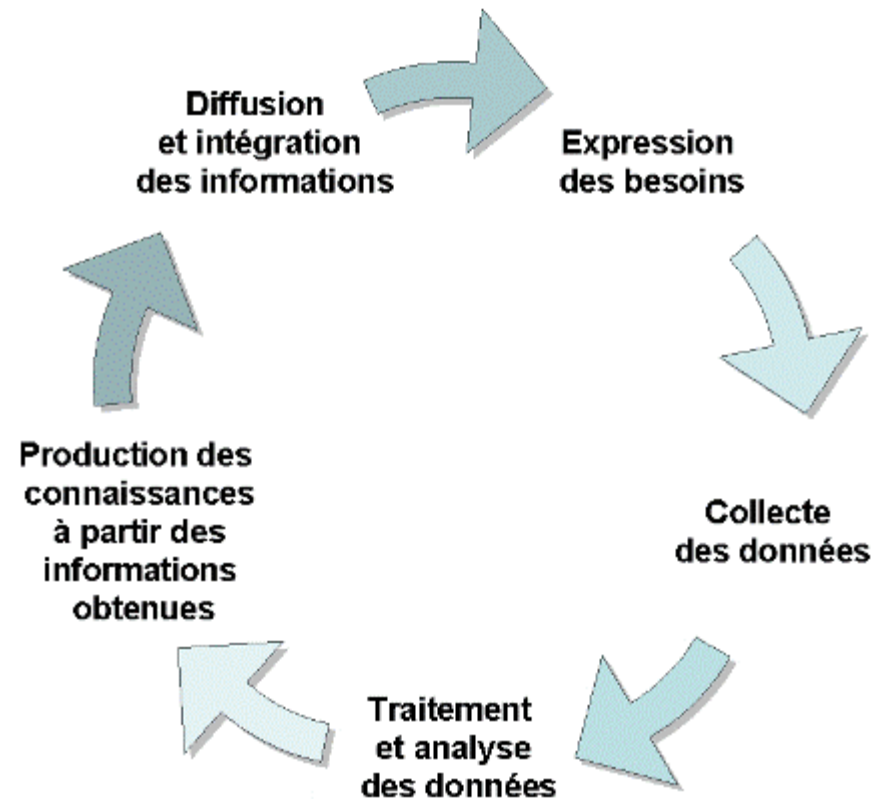 Diffusion
et intégration
des informations
Expression
des besoins
Collecte
des données
Traitement
et analyse
des données
Production des
connaissances
à partir des
informations
obtenues